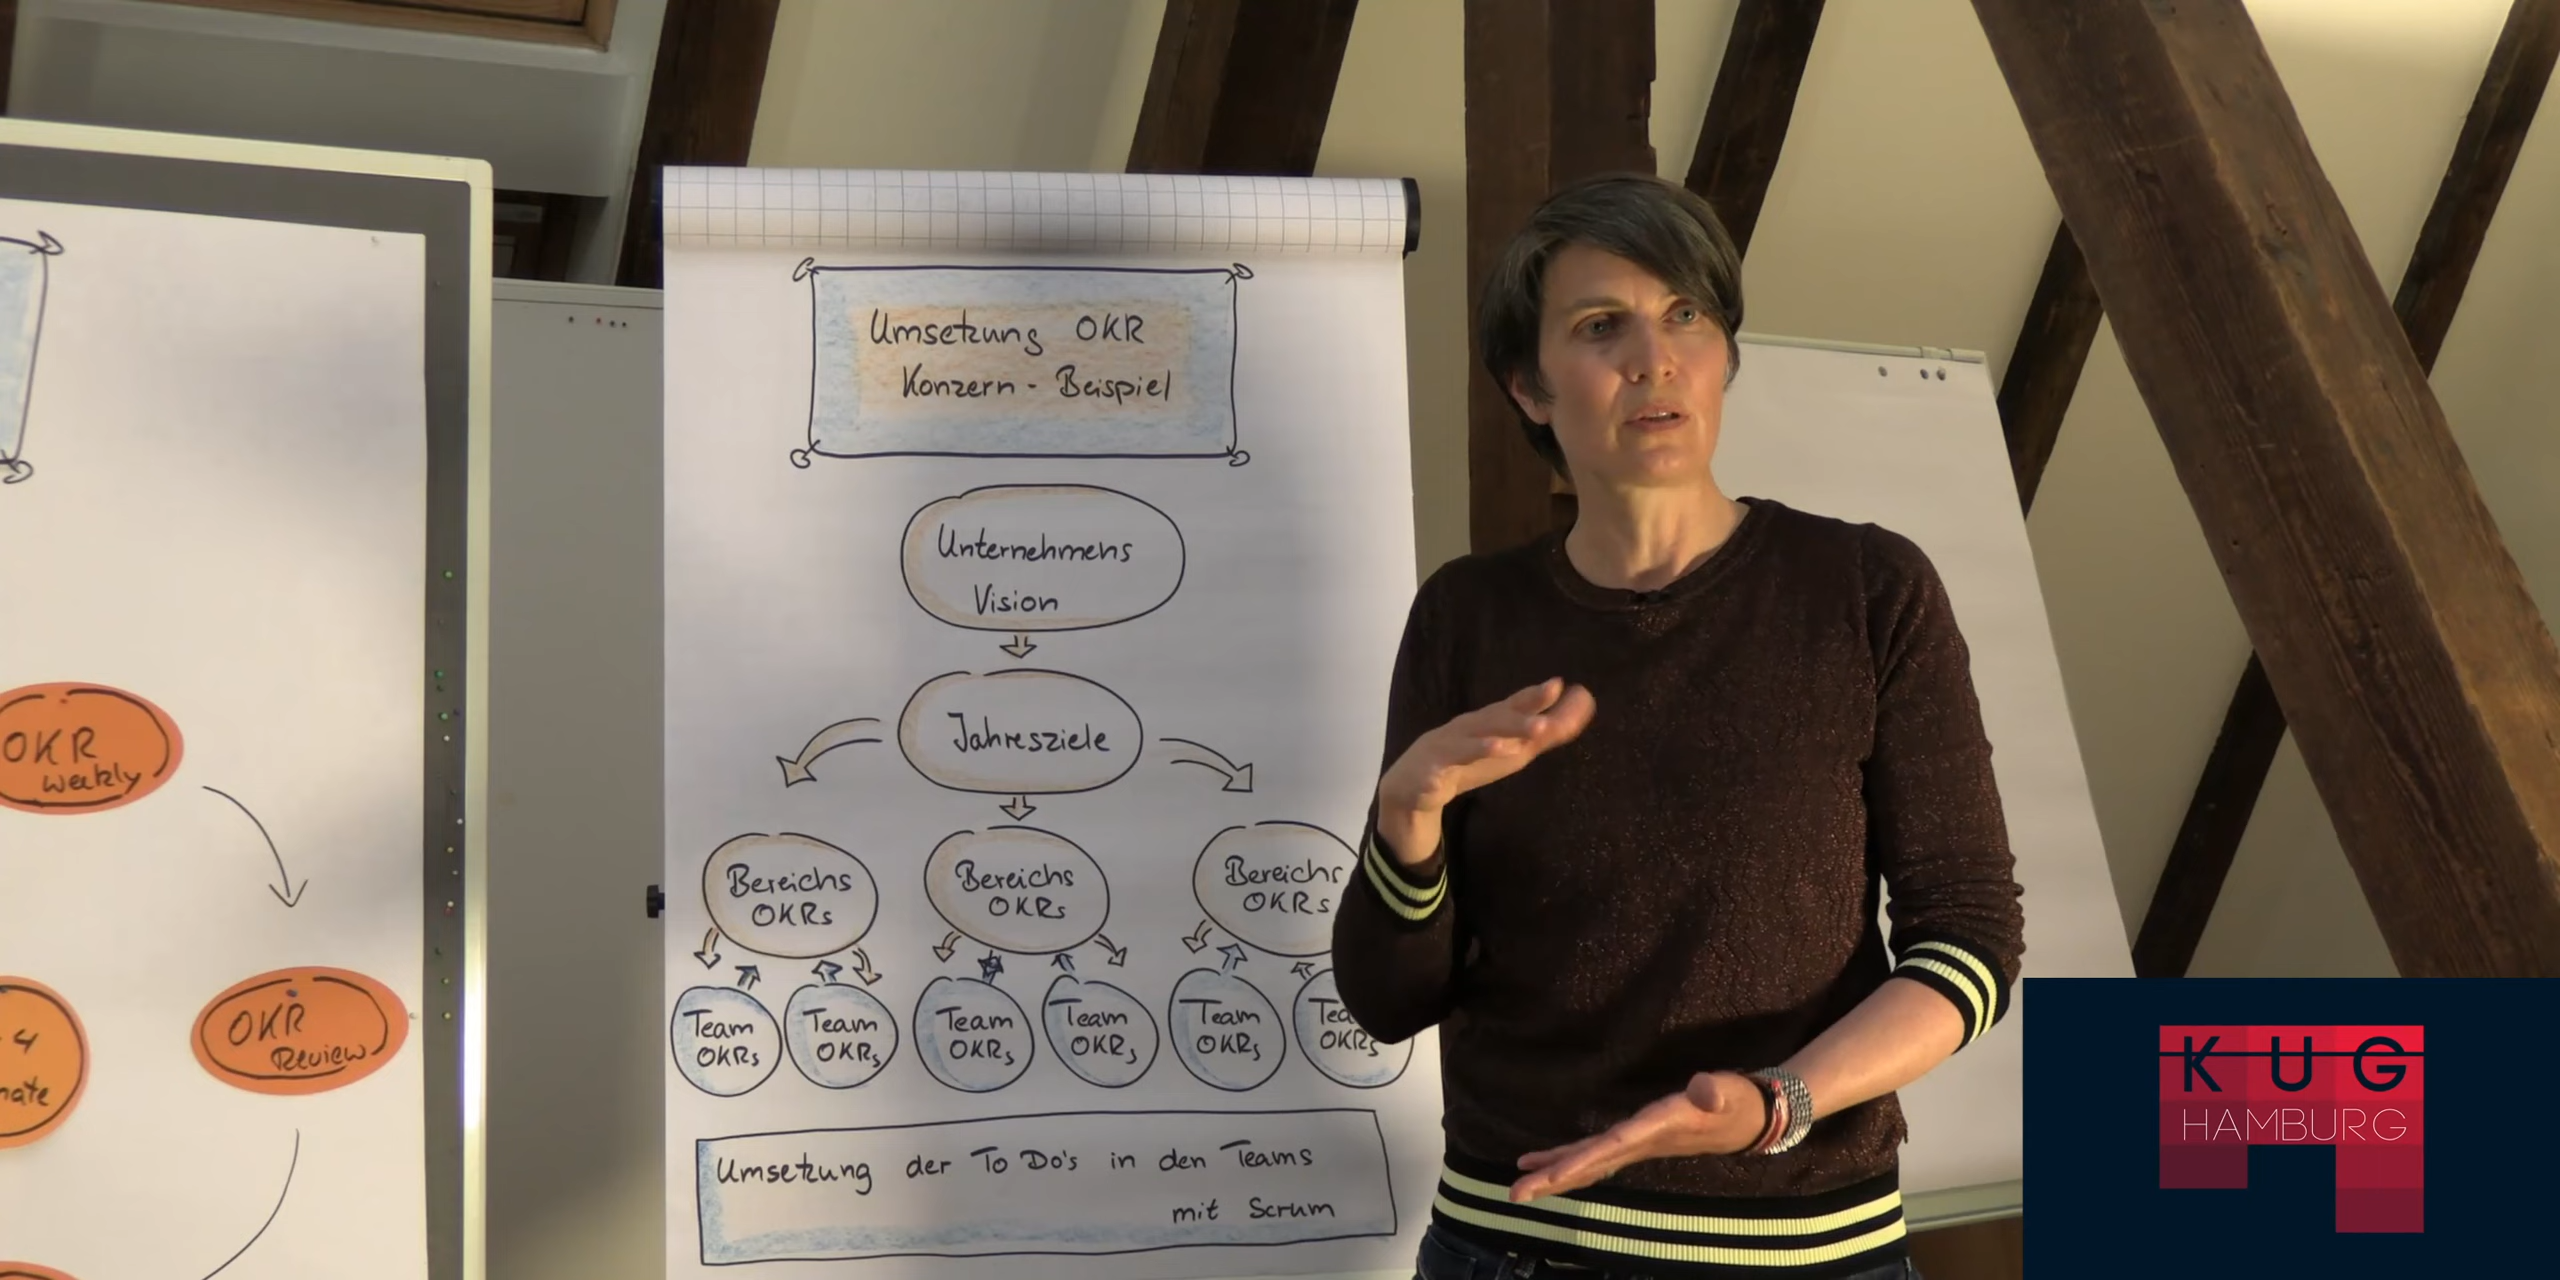 OKR
weekly
OKR
Review
Umsetzung OKR
Konzern - Beispiel
Unternehmens
Vision
Jahresziele
Bereichs
OKRs
Bereichs
OKRs
Bereichs
OKRs
Team
OKRs
Team
OKRs
Team
OKRs
Team
OKRs
Team
OKRs
Team
OKRs
Umsetzung der To Do's in den Teams
mit Scrum
KUG
HAMBURG